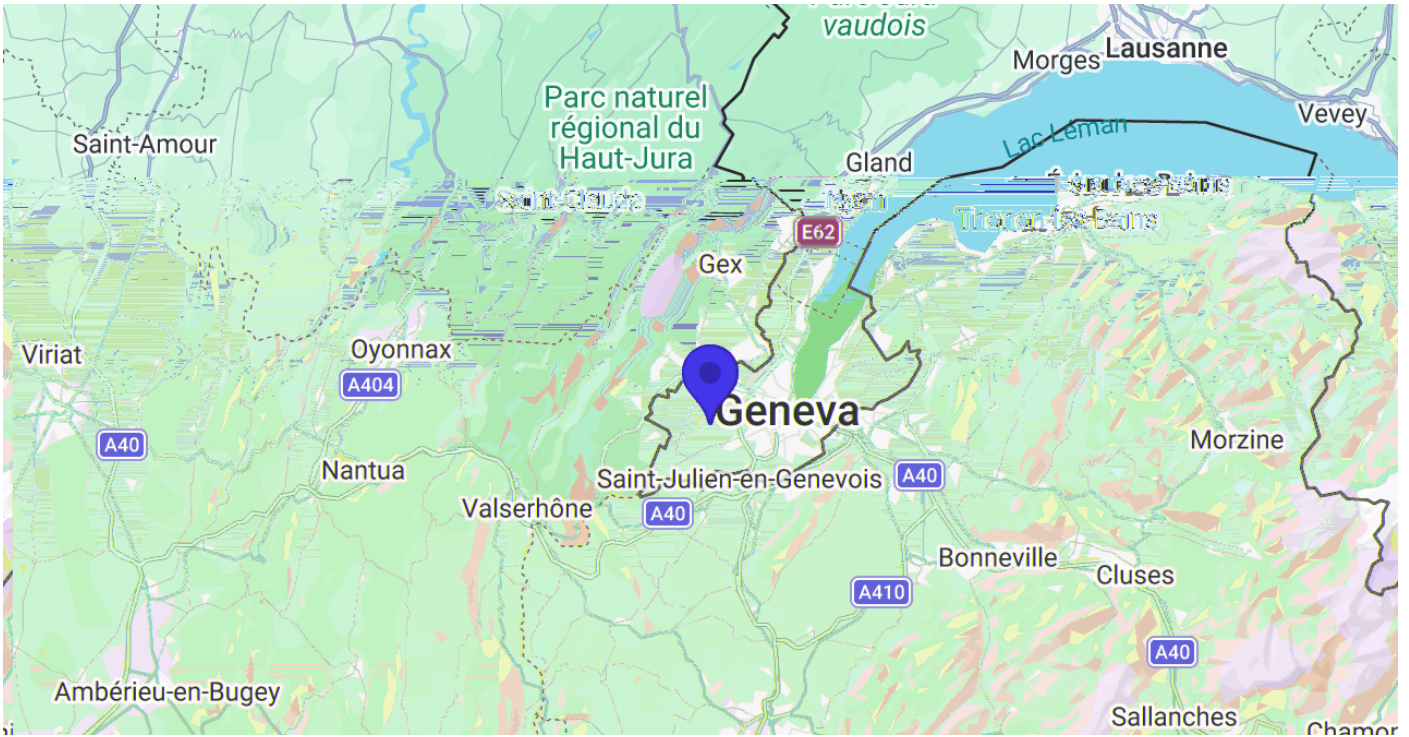 vaudois
Lausanne
Morges
Parc naturel
régional du
Haut-Jura
Vevey
Lac Léman
Saint-Amour
Gland
E62
Gex
Viriat
Oyonnax
A404
Geneva
A40
Morzine
Nantua
Saint-Julien-en-Genevois
A40
Valserhône
A40
Bonneville
Cluses
A410
A40
Ambérieu-en-Bugey
Sallanches